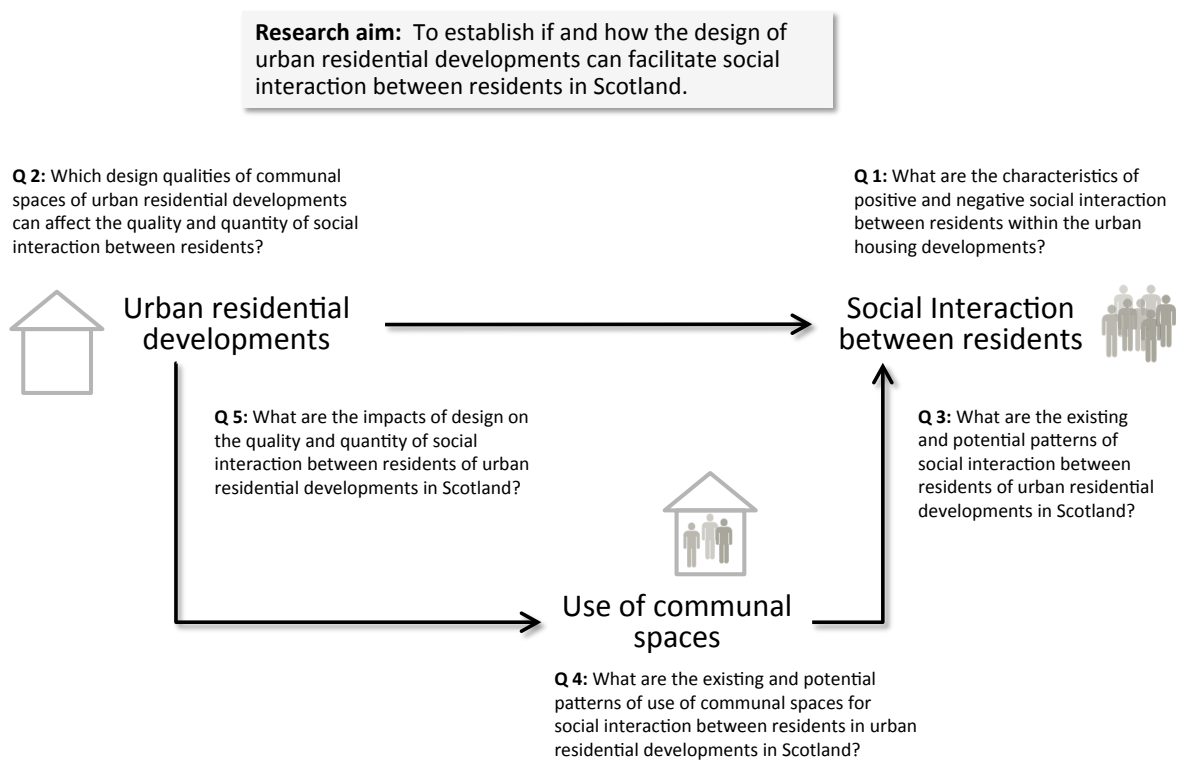 Research aim: To establish if and how the design of
urban residential developments can facilitate social
interaction between residents in Scotland.
Q 2: Which design qualities of communal
spaces of urban residential developments
can affect the quality and quantity of social
interaction between residents?
Q 1: What are the characteristics of
positive and negative social interaction
between residents within the urban
housing developments?
Urban residential
developments
Social Interaction
between residents
Q 5: What are the impacts of design on
the quality and quantity of social
interaction between residents of urban
residential developments in Scotland?
Q 3: What are the existing
and potential patterns of
social interaction between
residents of urban residential
developments in Scotland?
Use of communal
spaces
Q 4: What are the existing and potential
patterns of use of communal spaces for
social interaction between residents in urban
residential developments in Scotland?